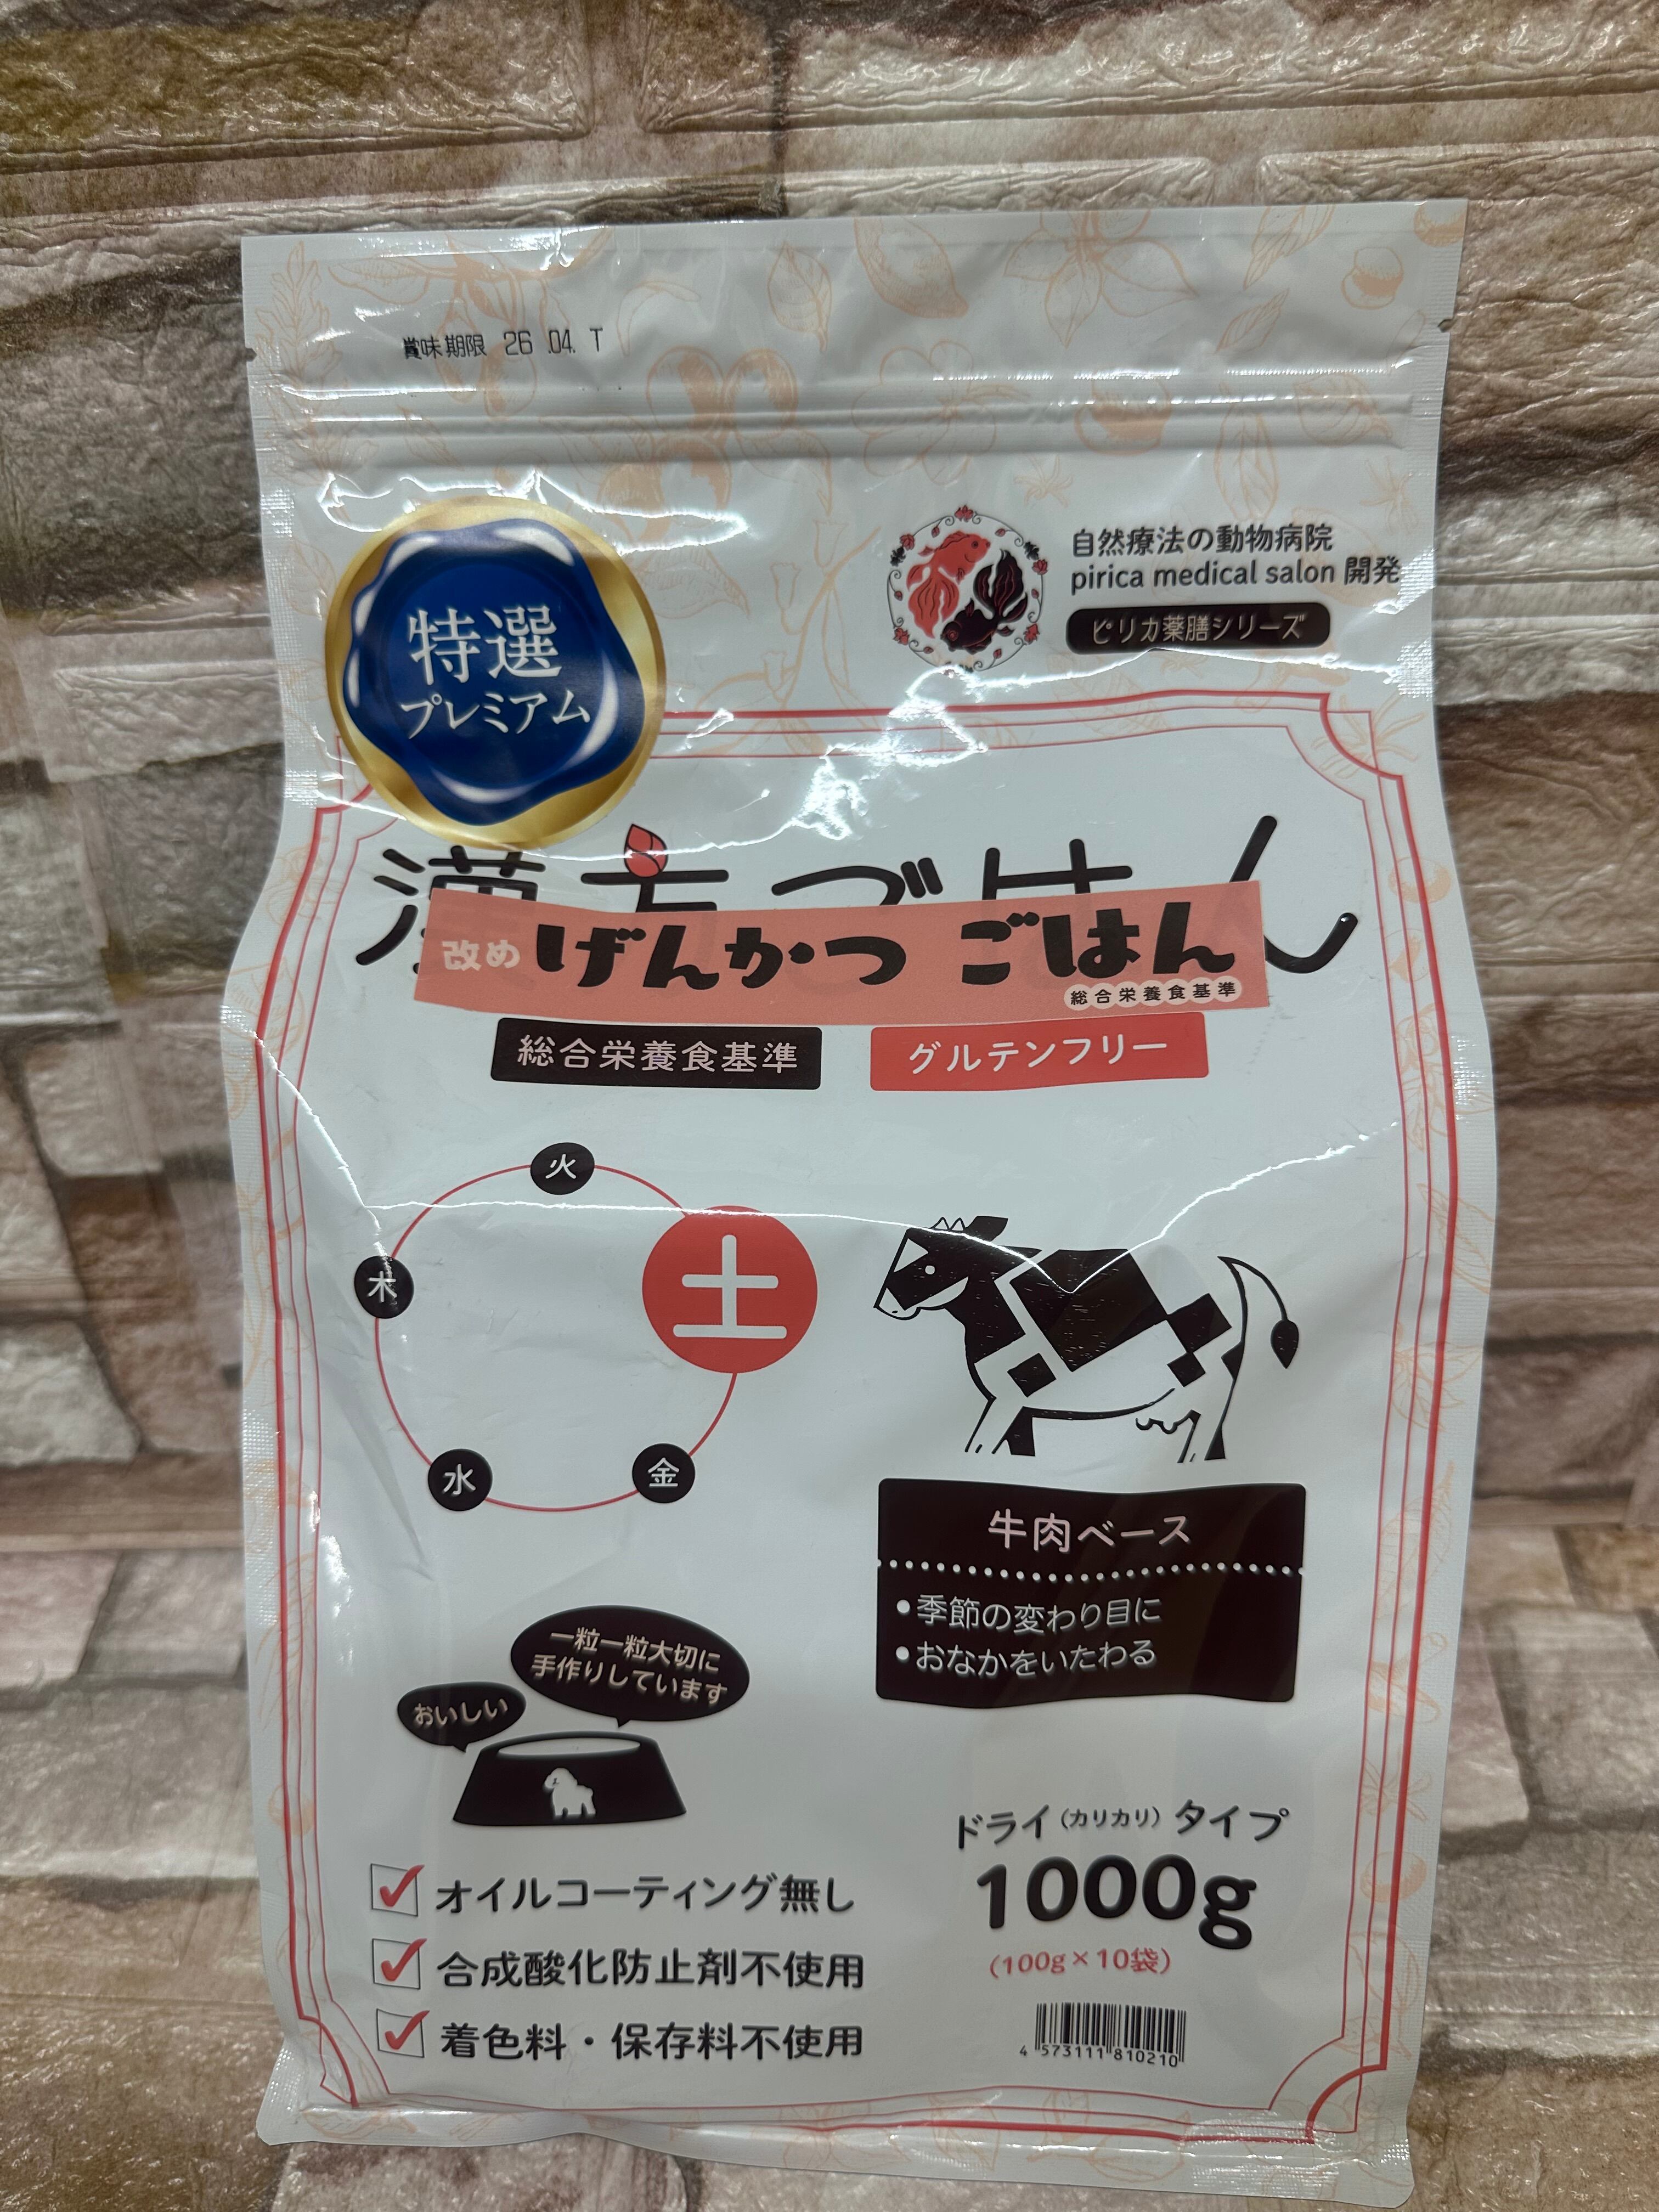 賞味期限 26 .04. T
特選
プレミアム
自然療法の動物病院
pirica medical salon 開発
ピリカ薬膳シリーズ
漢方ごはん
改め げんかつ ごはん
総合栄養食基準
総合栄養食基準
グルテンフリー
火
木
土
水
金
牛肉ベース
•季節の変わり目に
•おなかをいたわる
一粒一粒大切に
手作りしています
おいしい
ドライ（カリカリ）タイプ
1000g
(100g×10袋)
オイルコーティング無し
合成酸化防止剤不使用
着色料・保存料不使用
4 573111 810210